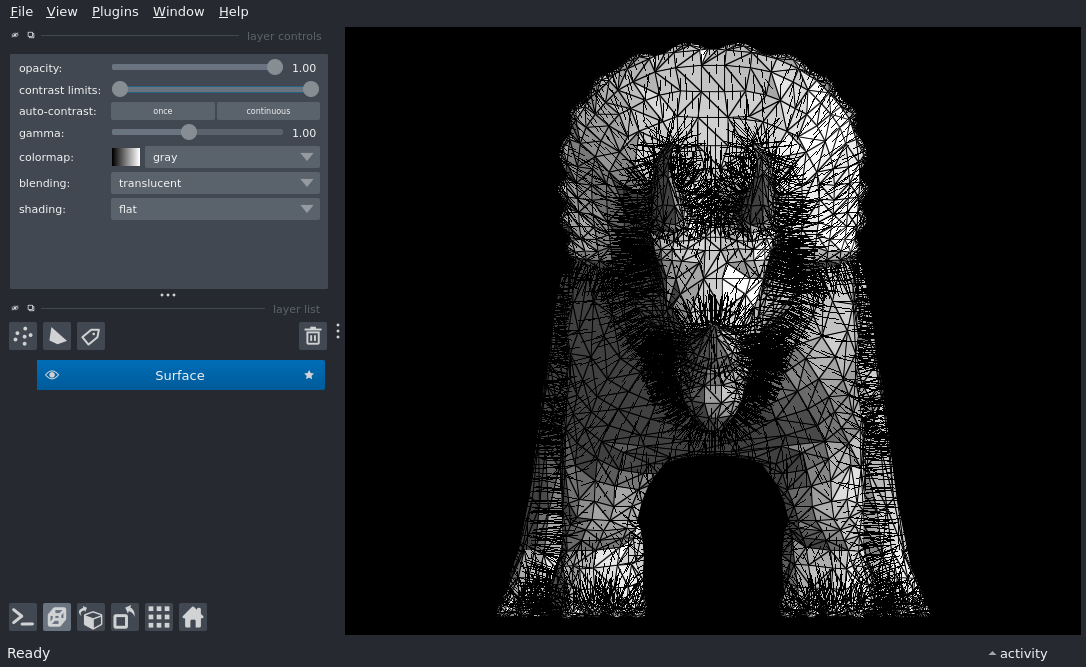 File View Plugins Window Help
layer controls
opacity: 1.00
contrast limits:
auto-contrast: once continuous
gamma: 1.00
colormap: gray
blending: translucent
shading: flat
layer list
Surface
Ready
activity